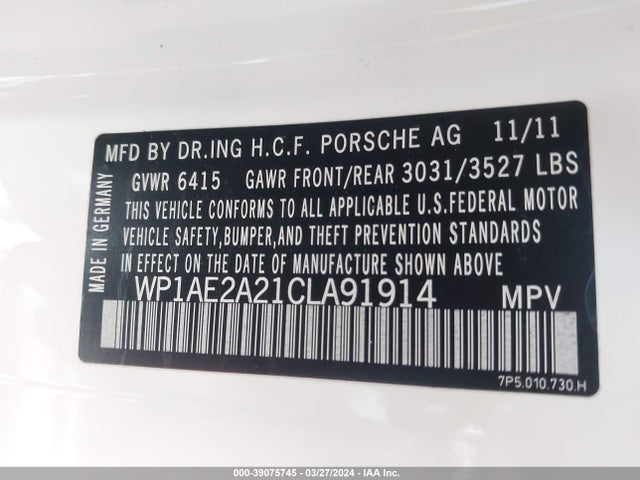 MFD BY DR.ING H.C.F. PORSCHE AG 11/11
GVWR 6415 GAWR FRONT/REAR 3031/3527 LBS
THIS VEHICLE CONFORMS TO ALL APPLICABLE U.S.FEDERAL MOTOR
VEHICLE SAFETY,BUMPER,AND THEFT PREVENTION STANDARDS
IN EFFECT ON THE DATE OF MANUFACTURE SHOWN ABOVE
WP1AE2A21CLA91914 MPV
MADE IN GERMANY
7P5.010.730.H
000-39075745 - 03/27/2024 - IAA Inc.